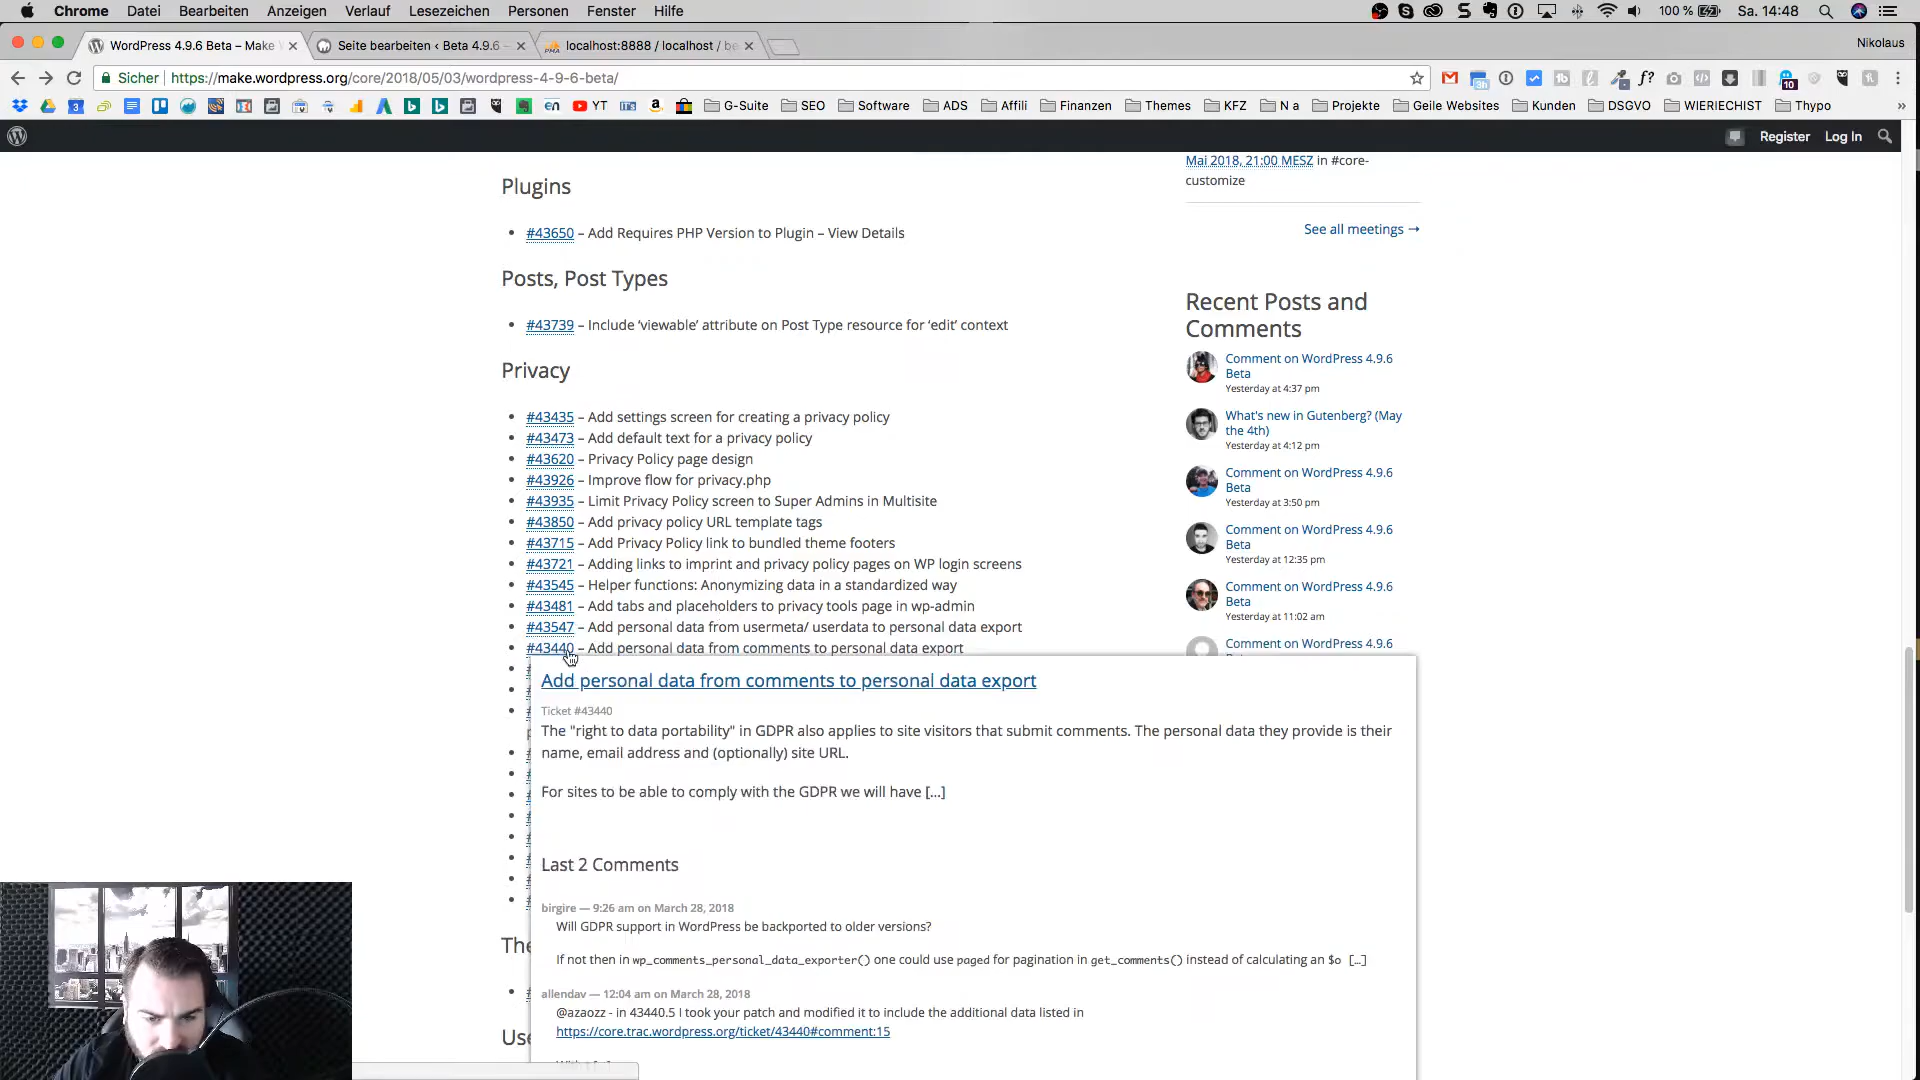 Chrome Datei Bearbeiten Anzeigen Verlauf Lesezeichen Personen Fenster Hilfe
100 % Sa. 14:48
WordPress 4.9.6 Beta – Make
Seite bearbeiten ‹ Beta 4.9.6
localhost:8888 / localhost / be
Nikolaus
Sicher https://make.wordpress.org/core/2018/05/03/wordpress-4-9-6-beta/
YT G-Suite SEO Software ADS Affili Finanzen Themes KFZ N a Projekte Geile Websites Kunden DSGVO WIERIECHIST Thypo »
Register Log In
Plugins
#43650 – Add Requires PHP Version to Plugin – View Details
Posts, Post Types
#43739 – Include ‘viewable’ attribute on Post Type resource for ‘edit’ context
Privacy
#43435 – Add settings screen for creating a privacy policy
#43473 – Add default text for a privacy policy
#43620 – Privacy Policy page design
#43926 – Improve flow for privacy.php
#43935 – Limit Privacy Policy screen to Super Admins in Multisite
#43850 – Add privacy policy URL template tags
#43715 – Add Privacy Policy link to bundled theme footers
#43721 – Adding links to imprint and privacy policy pages on WP login screens
#43545 – Helper functions: Anonymizing data in a standardized way
#43481 – Add tabs and placeholders to privacy tools page in wp-admin
#43547 – Add personal data from usermeta/ userdata to personal data export
#43440 – Add personal data from comments to personal data export
Add personal data from comments to personal data export
Ticket #43440
The "right to data portability" in GDPR also applies to site visitors that submit comments. The personal data they provide is their
name, email address and (optionally) site URL.
For sites to be able to comply with the GDPR we will have [...]
Last 2 Comments
birgire — 9:26 am on March 28, 2018
Will GDPR support in WordPress be backported to older versions?
If not then in wp_comments_personal_data_exporter() one could use paged for pagination in get_comments() instead of calculating an $o [...]
allendav — 12:04 am on March 28, 2018
@azaozz - in 43440.5 I took your patch and modified it to include the additional data listed in
https://core.trac.wordpress.org/ticket/43440#comment:15
The
Use
Mai 2018, 21:00 MESZ in #core-
customize
See all meetings →
Recent Posts and
Comments
Comment on WordPress 4.9.6
Beta
Yesterday at 4:37 pm
What's new in Gutenberg? (May
the 4th)
Yesterday at 4:12 pm
Comment on WordPress 4.9.6
Beta
Yesterday at 3:50 pm
Comment on WordPress 4.9.6
Beta
Yesterday at 12:35 pm
Comment on WordPress 4.9.6
Beta
Yesterday at 11:02 am
Comment on WordPress 4.9.6